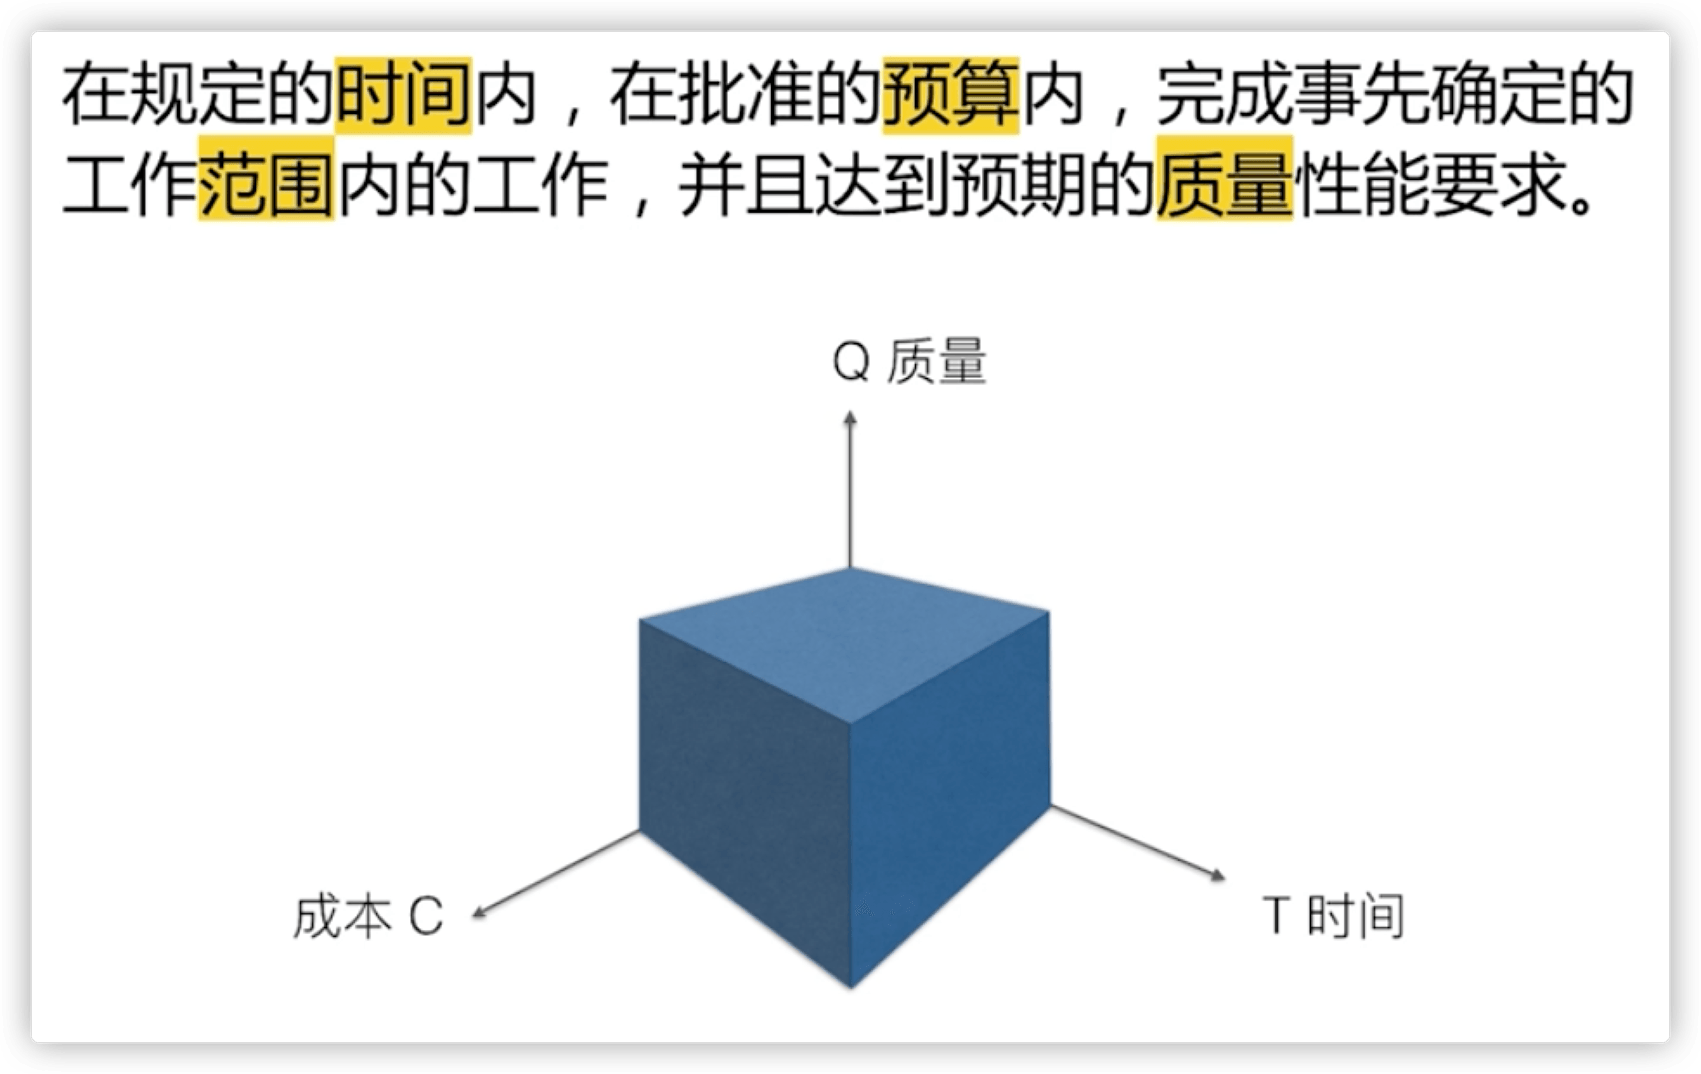 在规定的时间内，在批准的预算内，完成事先确定的
工作范围内的工作，并且达到预期的质量性能要求。
Q 质量
成本 C
T 时间